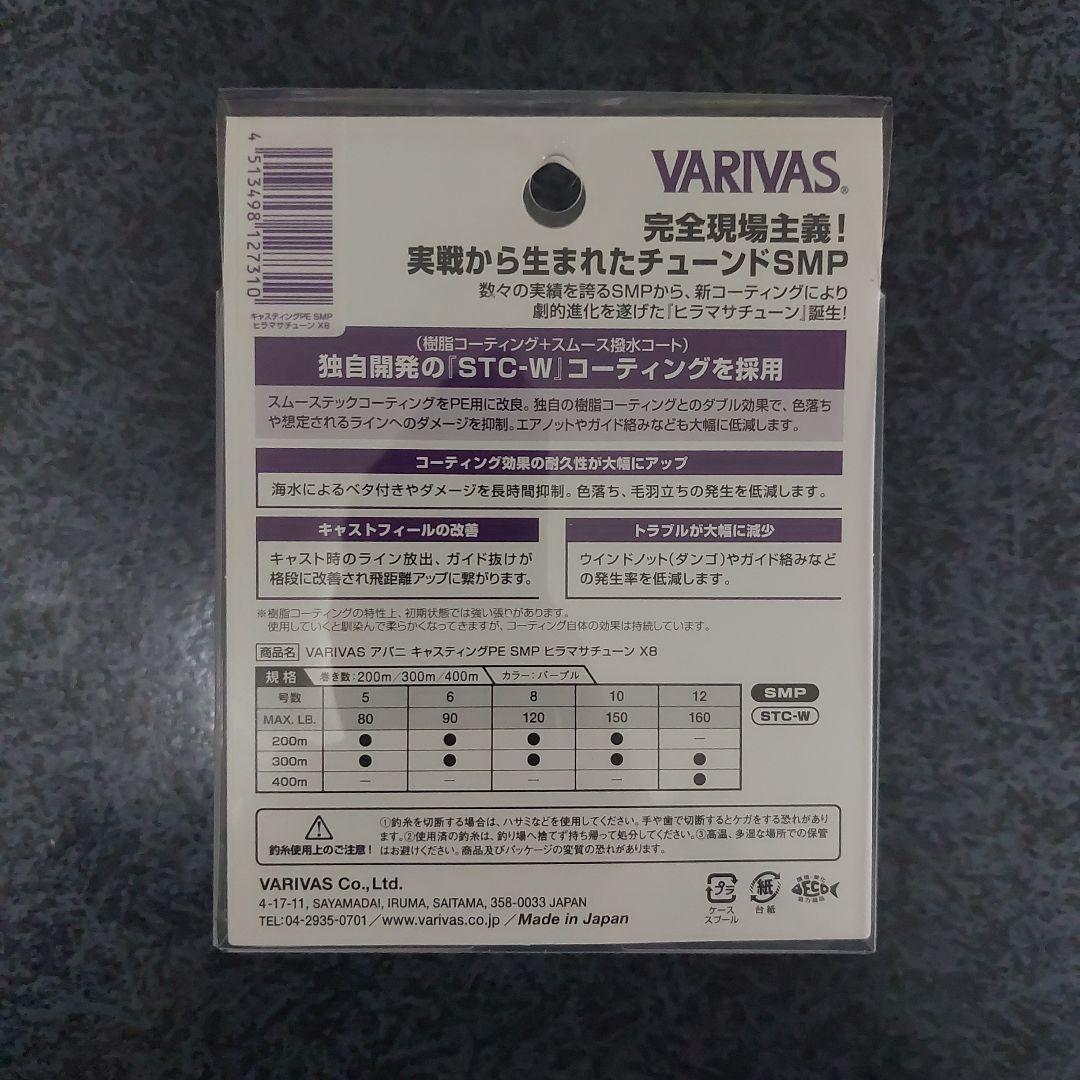 4 513498 127310
キャスティングPE SMP
ヒラマサチューン X8
VARIVAS®
完全現場主義!
実戦から生まれたチューンドSMP
数々の実績を誇るSMPから、新コーティングにより
劇的進化を遂げた『ヒラマサチューン』誕生!
(樹脂コーティング+スムース撥水コート)
独自開発の『STC-W』コーティングを採用
スムーステックコーティングをPE用に改良。独自の樹脂コーティングとのダブル効果で、色落ち
や想定されるラインへのダメージを抑制。エアノットやガイド絡みなども大幅に低減します。
コーティング効果の耐久性が大幅にアップ
海水によるベタ付きやダメージを長時間抑制。色落ち、毛羽立ちの発生を低減します。
キャストフィールの改善
キャスト時のライン放出、ガイド抜けが
格段に改善され飛距離アップに繋がります。
トラブルが大幅に減少
ウインドノット(ダンゴ)やガイド絡みなど
の発生率を低減します。
※樹脂コーティングの特性上、初期状態では強い張りがあります。
使用していくと馴染んで柔らかくなってきますが、コーティング自体の効果は持続しています。
商品名 VARIVAS アバニ キャスティングPE SMP ヒラマサチューン X8
規格 巻き数:200m/300m/400m カラー:パープル
号数 5 6 8 10 12
MAX. LB. 80 90 120 150 160
200m ● ● ● ● －
300m ● ● ● ● ●
400m － － － － ●
SMP
STC-W
釣糸使用上のご注意!
①釣糸を切断する場合は、ハサミなどを使用してください。手や歯で切断するとケガをする恐れがあり
ます。②使用済の釣糸は、釣り場へ捨てず持ち帰って処分してください。③高温、多湿な場所での保管
はお避けください。商品及びパッケージの変質の恐れがあります。
VARIVAS Co.,Ltd.
4-17-11, SAYAMADAI, IRUMA, SAITAMA, 358-0033 JAPAN
TEL:04-2935-0701/www.varivas.co.jp/Made in Japan
プラ
ケース
スプール
紙
台紙
ECO